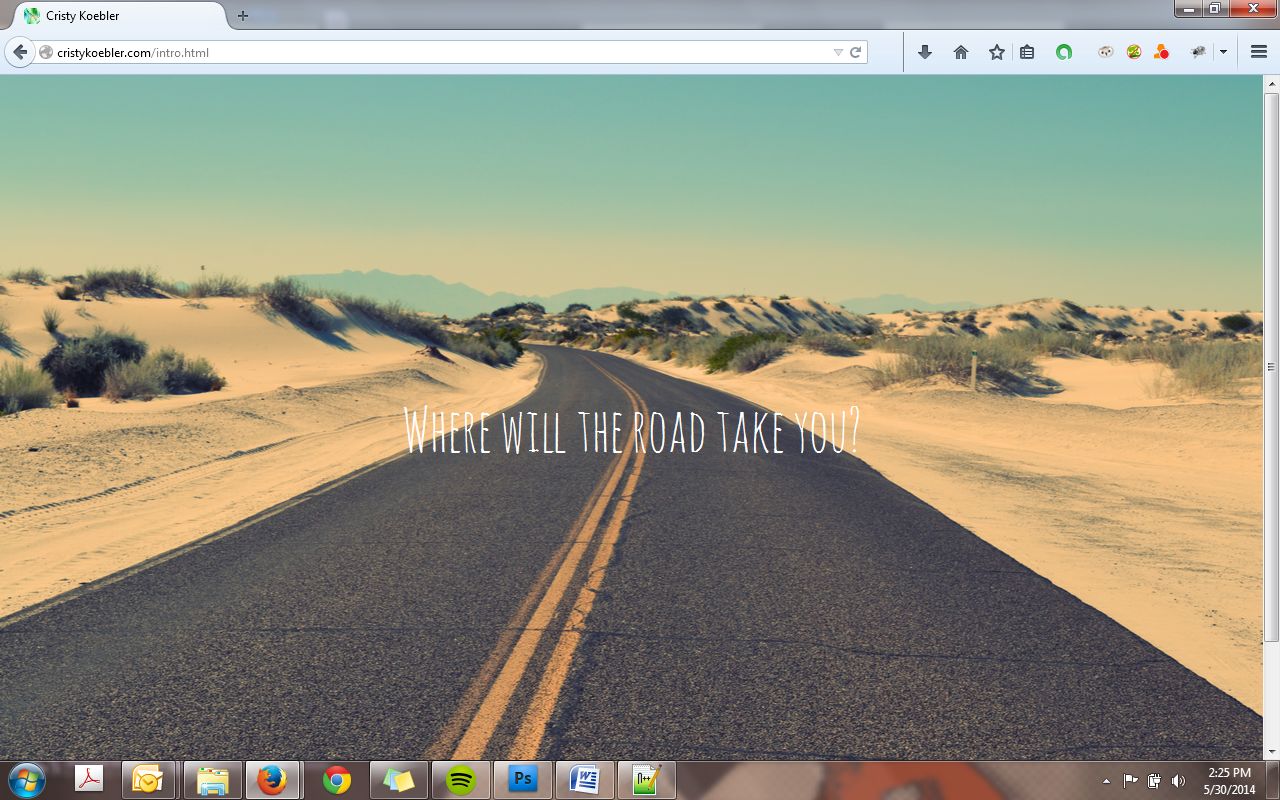 Cristy Koebler
cristykoebler.com/intro.html
Where will the road take you?
Ps
W
2:25 PM
5/30/2014